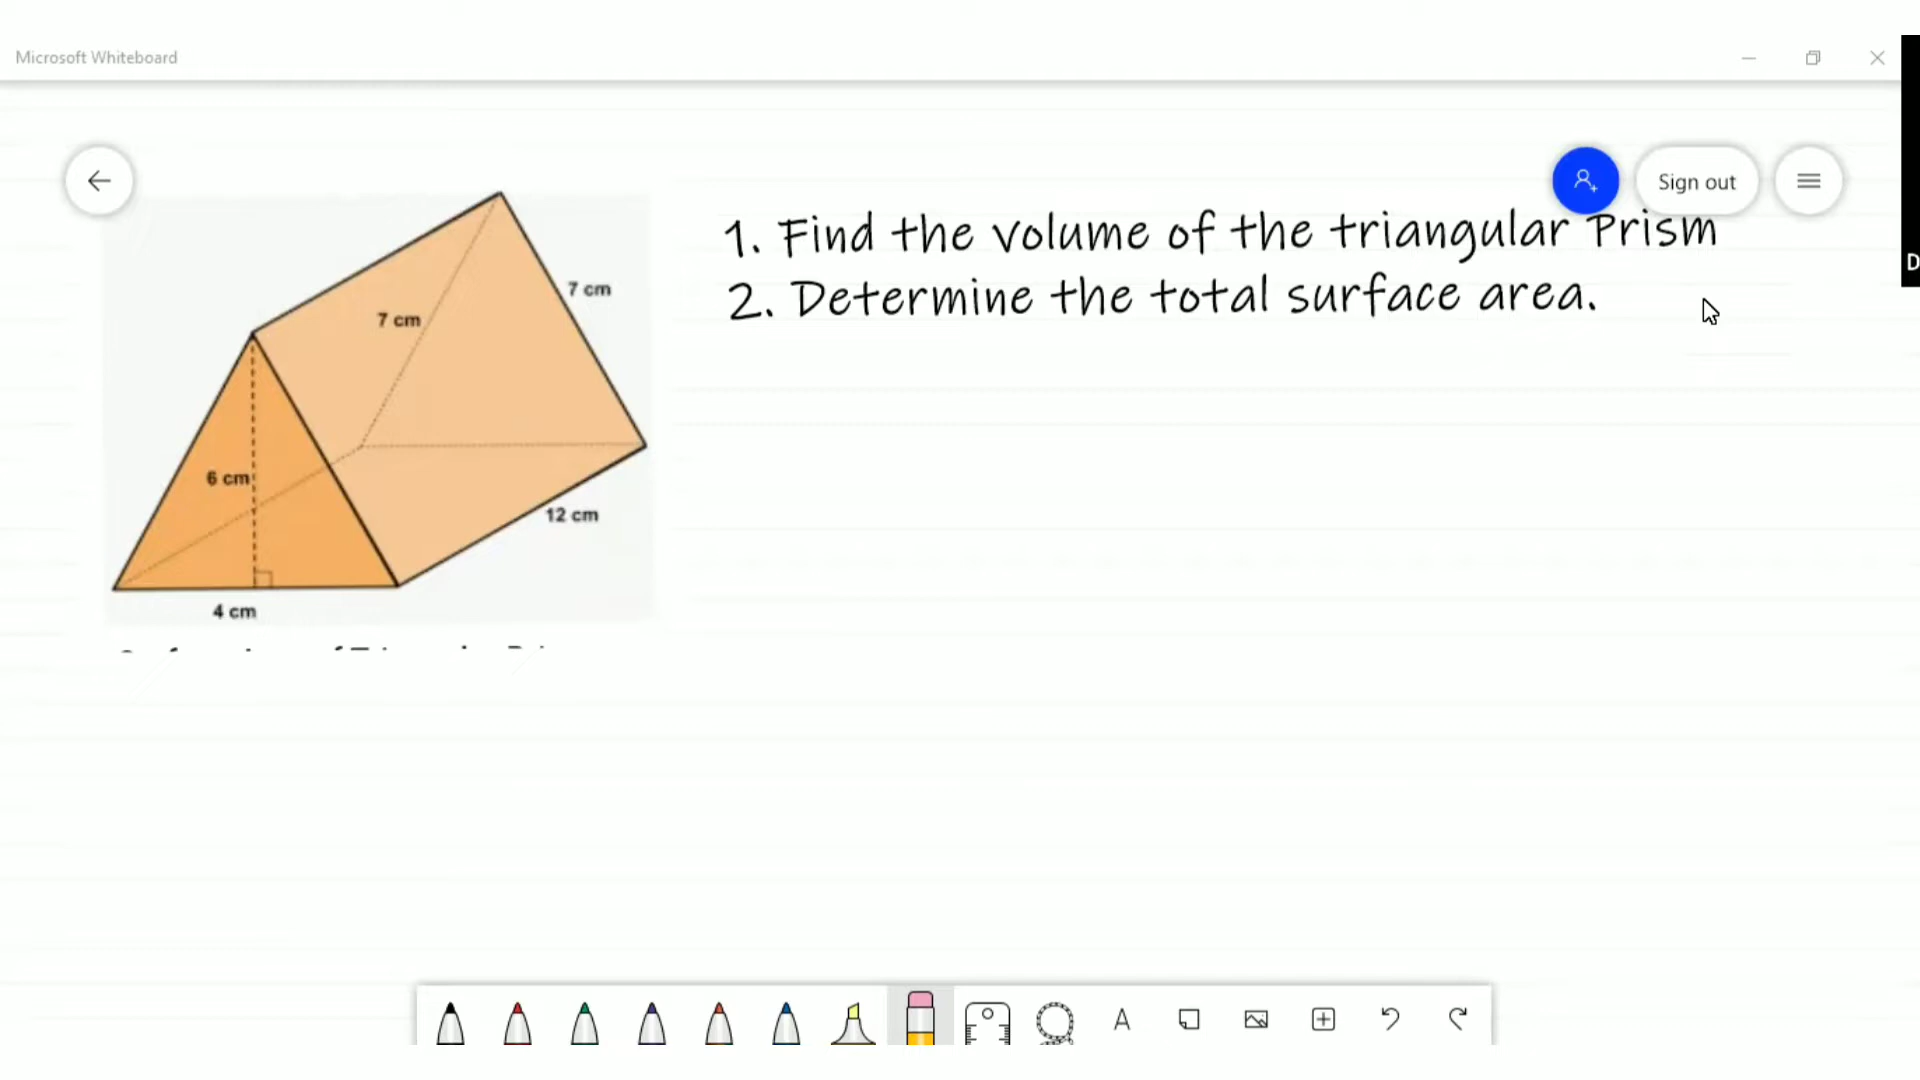 Microsoft Whiteboard
Sign out
1. Find the volume of the triangular Prism
2. Determine the total surface area.
7 cm
7 cm
6 cm
12 cm
4 cm
D
A